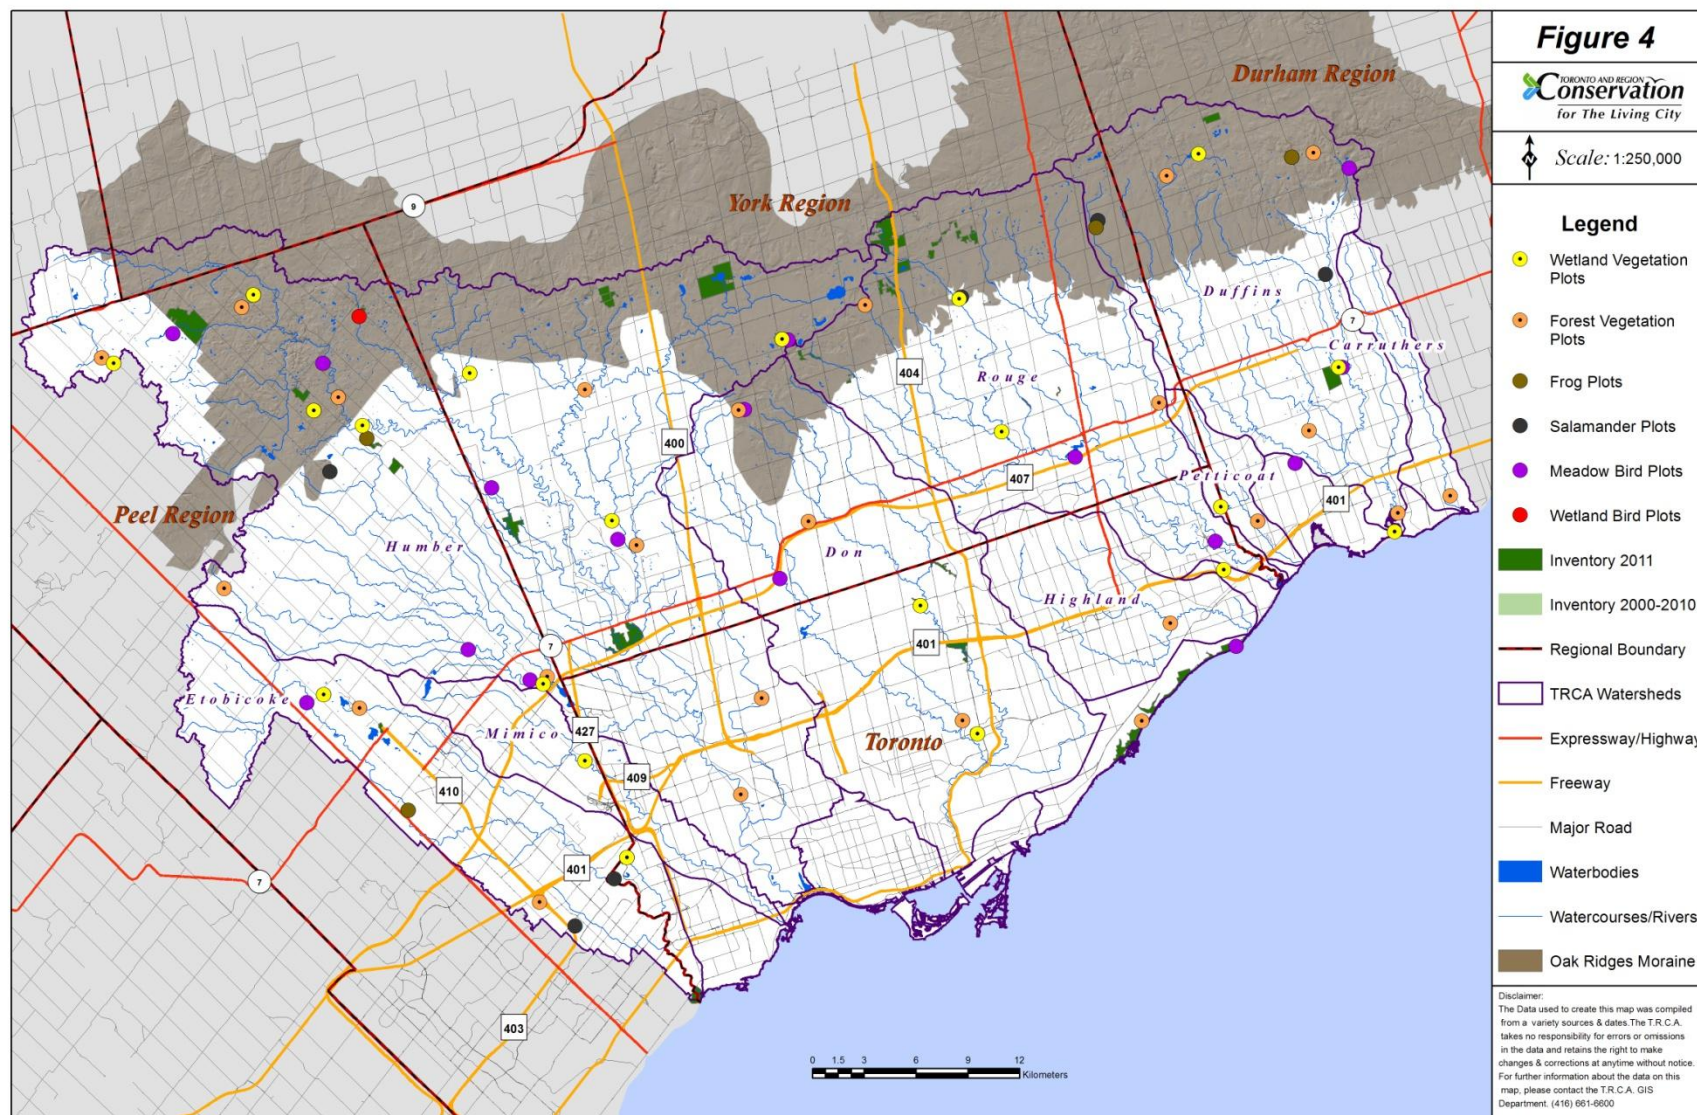 Figure 4
TORONTO AND REGION
Conservation
for The Living City
N
Scale: 1:250,000
Legend
Wetland Vegetation
Plots
Forest Vegetation
Plots
Frog Plots
Salamander Plots
Meadow Bird Plots
Wetland Bird Plots
Inventory 2011
Inventory 2000-2010
Regional Boundary
TRCA Watersheds
Expressway/Highway
Freeway
Major Road
Waterbodies
Watercourses/Rivers
Oak Ridges Moraine
Disclaimer:
The Data used to create this map was compiled
from a variety sources & dates.The T.R.C.A.
takes no responsibility for errors or omissions
in the data and retains the right to make
changes & corrections at anytime without notice.
For further information about the data on this
map, please contact the T.R.C.A. GIS
Department. (416) 661-6600
Durham Region
York Region
9
Duffins
7
Carruthers
404
Rouge
400
407
Petticoat
401
Peel Region
Humber
Don
Highland
7
401
Etobicoke
Mimico
427
Toronto
409
410
401
7
403
0 1.5 3 6 9 12
Kilometers